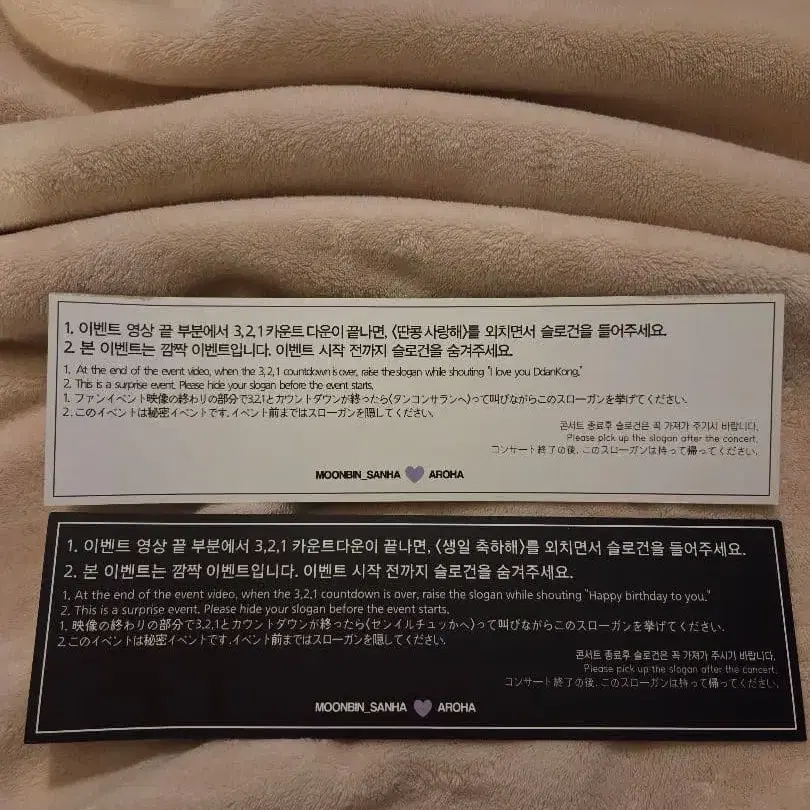 1. 이벤트 영상 끝 부분에서 3,2,1 카운트 다운이 끝나면, <딴콩 사랑해>를 외치면서 슬로건을 들어주세요.
2. 본 이벤트는 깜짝 이벤트입니다. 이벤트 시작 전까지 슬로건을 숨겨주세요.
1. At the end of the event video, when the 3,2,1 countdown is over, raise the slogan while shouting "I love you DdanKong."
2. This is a surprise event. Please hide your slogan before the event starts.
1. ファンイベント映像の終わりの部分で3,2,1とカウントダウンが終ったら<タンコンサランヘ>って叫びながらこのスローガンを挙げてください.
2. このイベントは秘密イベントです. イベント前まではスローガンを隠してください.
콘서트 종료후 슬로건은 꼭 가져가 주기시 바랍니다.
Please pick up the slogan after the concert.
コンサート終了の後, このスローガンは持って帰ってください.
MOONBIN_SANHA 💜 AROHA
1. 이벤트 영상 끝 부분에서 3,2,1 카운트다운이 끝나면, <생일 축하해>를 외치면서 슬로건을 들어주세요.
2. 본 이벤트는 깜짝 이벤트입니다. 이벤트 시작 전까지 슬로건을 숨겨주세요.
1. At the end of the event video, when the 3,2,1 countdown is over, raise the slogan while shouting "Happy birthday to you."
2. This is a surprise event. Please hide your slogan before the event starts.
1. 映像の終わりの部分で3,2,1とカウントダウンが終ったら<センイルチュッカヘ>って叫びながらこのスローガンを挙げてください.
2. このイベントは秘密イベントです. イベント前まではスローガンを隠してください.
콘서트 종료후 슬로건은 꼭 가져가 주시기 바랍니다.
Please pick up the slogan after the concert.
コンサート終了の後, このスローガンは持って帰ってください.
MOONBIN_SANHA 💜 AROHA